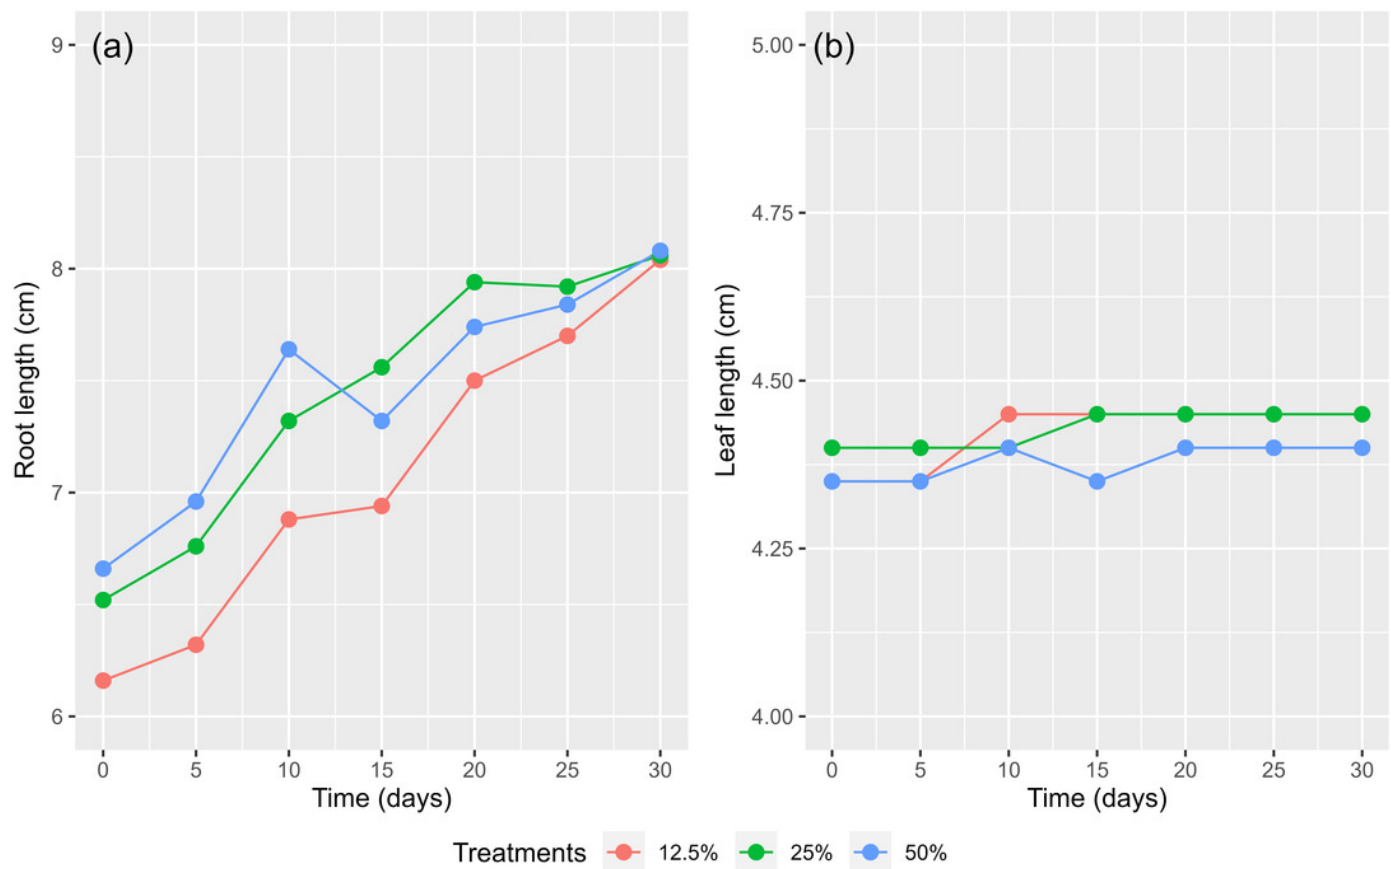 (a)
9
8
7
6
Root length (cm)
0 5 10 15 20 25 30
Time (days)
(b)
5.00
4.75
4.50
4.25
4.00
Leaf length (cm)
0 5 10 15 20 25 30
Time (days)
Treatments 12.5% 25% 50%